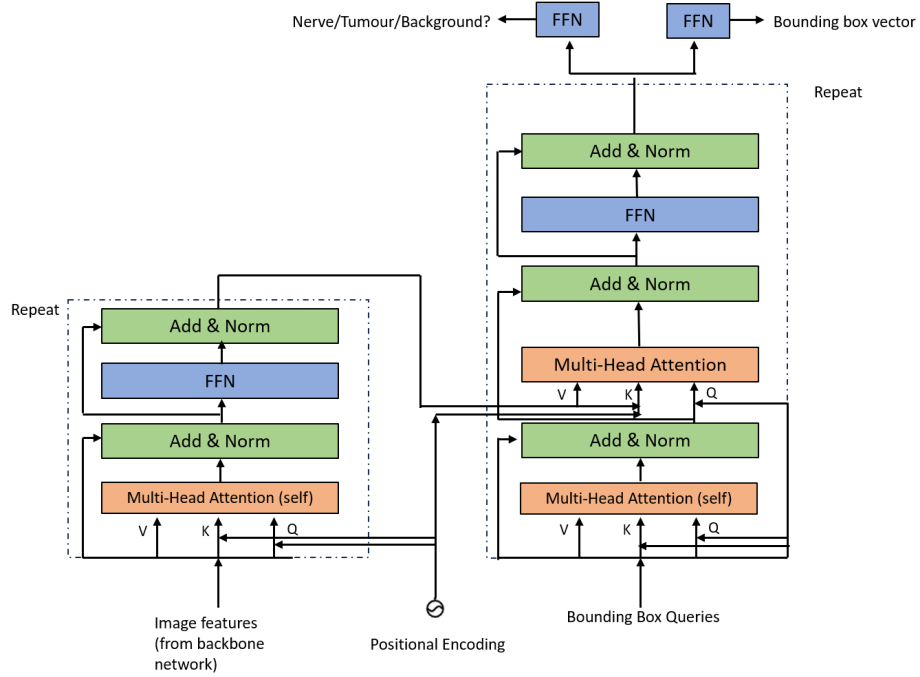 Nerve/Tumour/Background?
FFN
FFN
Bounding box vector
Repeat
Add & Norm
FFN
Add & Norm
Multi-Head Attention
V
K
Q
Add & Norm
Multi-Head Attention (self)
V
K
Q
Bounding Box Queries
Repeat
Add & Norm
FFN
Add & Norm
Multi-Head Attention (self)
V
K
Q
Image features
(from backbone
network)
Positional Encoding